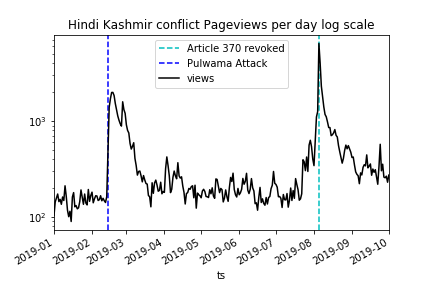 Hindi Kashmir conflict Pageviews per day log scale
Article 370 revoked
Pulwama Attack
views
10³
10²
2019-01
2019-02
2019-03
2019-04
2019-05
2019-06
2019-07
2019-08
2019-09
2019-10
ts